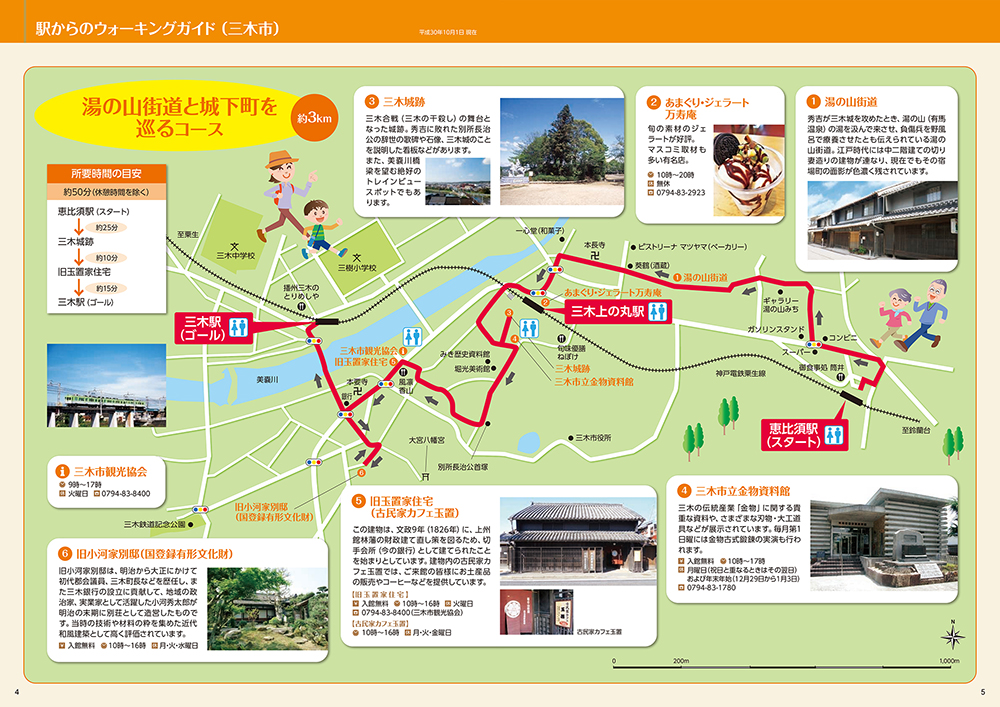 駅からのウォーキングガイド（三木市）
平成30年10月1日 現在
湯の山街道と城下町を
巡るコース
約3km
所要時間の目安
約50分（休憩時間を除く）
恵比須駅（スタート）
約25分
三木城跡
約10分
旧玉置家住宅
約15分
三木駅（ゴール）
3 三木城跡
三木合戦（三木の干殺し）の舞台と
なった城跡。秀吉に敗れた別所長治
公の辞世の歌碑や石像、三木城のこと
を説明した看板などがあります。
また、美嚢川橋
梁を望む絶好の
トレインビュー
スポットでもあ
ります。
2 あまぐり・ジェラート
万寿庵
旬の素材のジェ
ラートが好評。
マスコミ取材も
多い有名店。
10時～20時
無休
0794-83-2923
1 湯の山街道
秀吉が三木城を攻めたとき、湯の山（有馬
温泉）の湯を汲んで来させ、負傷兵を野風
呂で療養させたとも伝えられている湯の
山街道。江戸時代には中二階建ての切り
妻造りの建物が連なり、現在でもその宿
場町の面影が色濃く残されています。
至粟生
文
三木中学校
文
三樹小学校
播州三木の
とりめしや
三木駅
（ゴール）
美嚢川
一心堂（和菓子）
本長寺
ピストリーナ マツヤマ（ベーカリー）
葵鶴（酒蔵）
1 湯の山街道
2
あまぐり・ジェラート万寿庵
三木上の丸駅
3
4
旬味優膳
ねぼけ
三木城跡
三木市立金物資料館
ギャラリー
湯の山みち
ガソリンスタンド
コンビニ
スーパー
御食事処 筒井
神戸電鉄粟生線
恵比須駅
（スタート）
至鈴蘭台
三木市観光協会
旧玉置家住宅 5
みき歴史資料館
堀光美術館
風凛
香山
本要寺
銀行
大宮八幡宮
別所長治公首塚
三木市役所
6
旧小河家別邸
（国登録有形文化財）
三木鉄道記念公園
三木市観光協会
9時～17時
火曜日 0794-83-8400
6 旧小河家別邸（国登録有形文化財）
旧小河家別邸は、明治から大正にかけて
初代郡会議員、三木町長などを歴任し、ま
た三木銀行の設立に貢献して、地域の政
治家、実業家として活躍した小河秀太郎が
明治の末期に別荘として造営したもので
す。当時の技術や材料の粋を集めた近代
和風建築として高く評価されています。
入館無料 10時～16時 月・火・水曜日
5 旧玉置家住宅
（古民家カフェ玉置）
この建物は、文政9年（1826年）に、上州
館林藩の財政建て直し策を図るため、切
手会所（今の銀行）として建てられたこと
を始まりとしています。建物内の古民家カ
フェ玉置では、ご来館の皆様にお土産品
の販売やコーヒーなどを提供しています。
【旧玉置家住宅】
入館無料 10時～16時 火曜日
0794-83-8400（三木市観光協会）
【古民家カフェ玉置】
10時～16時 月・火・金曜日
古民家カフェ玉置
4 三木市立金物資料館
三木の伝統産業「金物」に関する貴
重な資料や、さまざまな刃物・大工道
具などが展示されています。毎月第1
日曜には金物古式鍛錬の実演も行わ
れます。
入館無料 10時～17時
月曜日（祝日と重なるときはその翌日）
および年末年始（12月29日から1月3日）
0794-83-1780
N
0 200m 1,000m
4
5